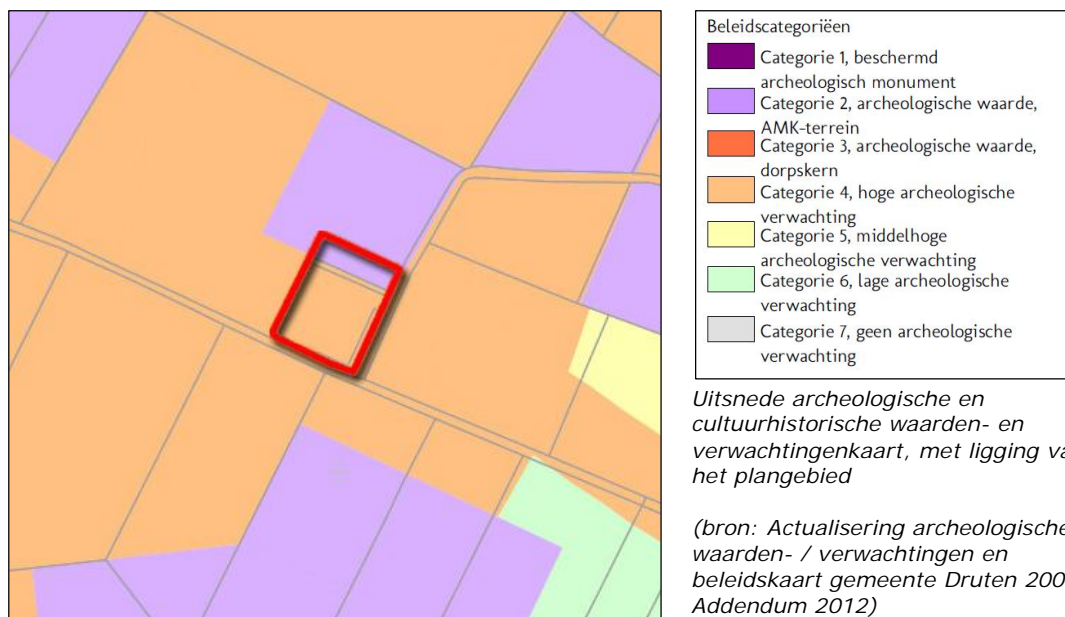 Beleidscategorieën
Categorie 1, beschermd
archeologisch monument
Categorie 2, archeologische waarde,
AMK-terrein
Categorie 3, archeologische waarde,
dorpskern
Categorie 4, hoge archeologische
verwachting
Categorie 5, middelhoge
archeologische verwachting
Categorie 6, lage archeologische
verwachting
Categorie 7, geen archeologische
verwachting
Uitsnede archeologische en
cultuurhistorische waarden- en
verwachtingenkaart, met ligging
het plangebied
(bron: Actualisering archeologische
waarden- / verwachtingen en
beleidskaart gemeente Druten
Addendum 2012)